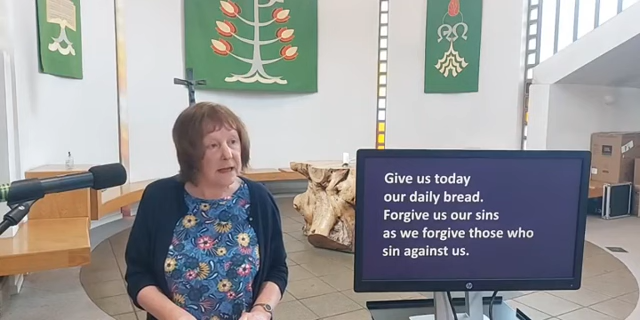 Give us today
our daily bread.
Forgive us our sins
as we forgive those who
sin against us.